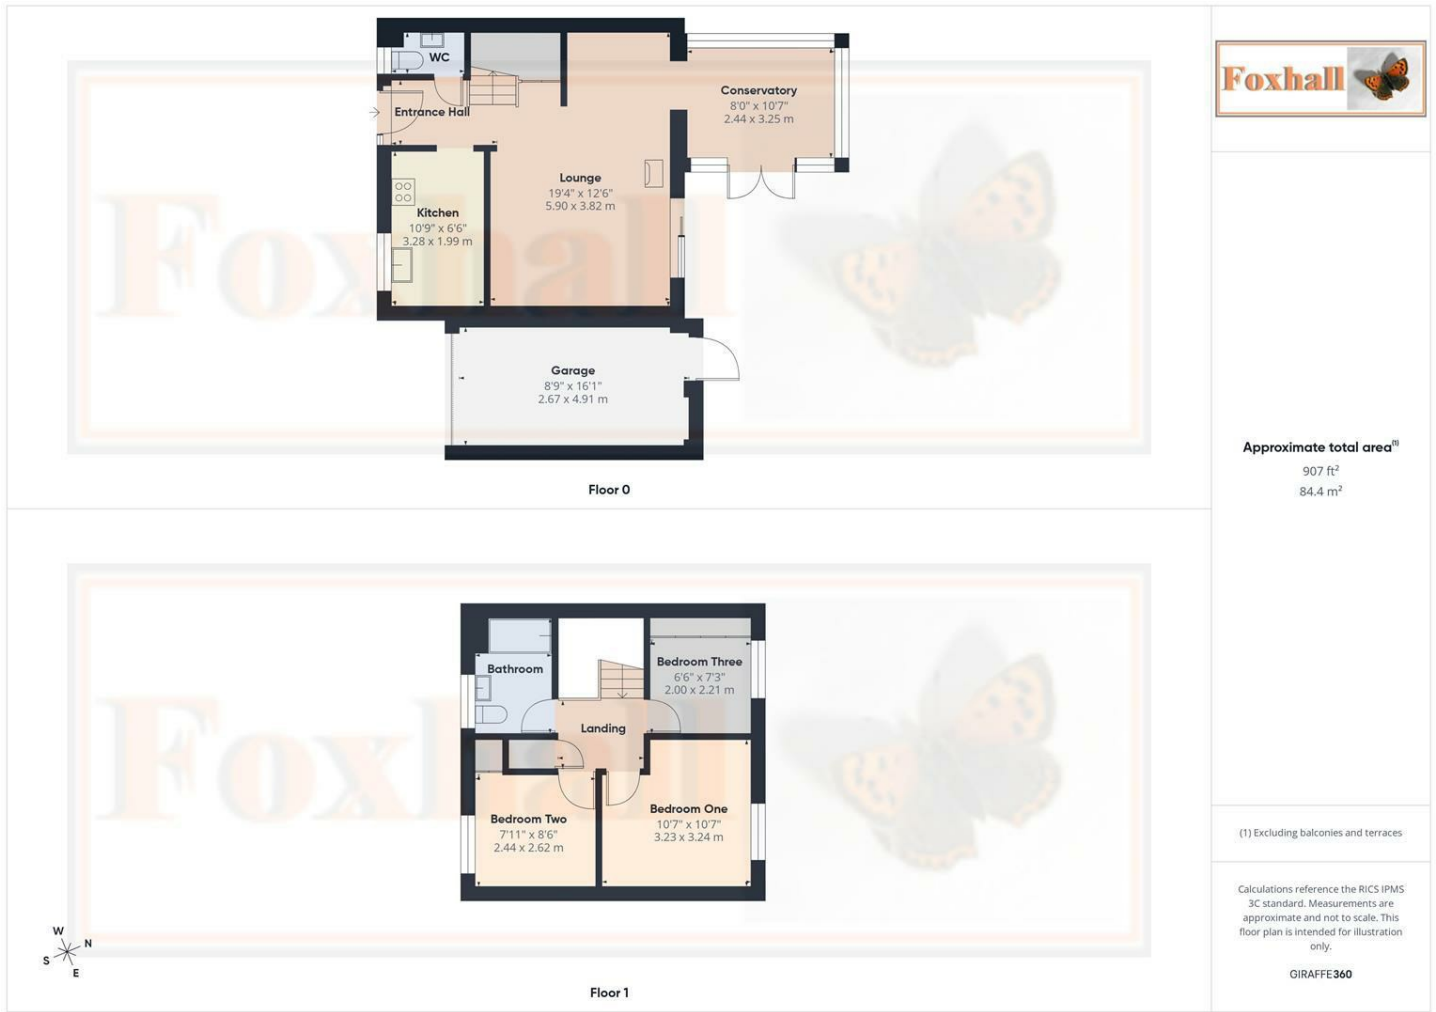 WC
Entrance Hall
Conservatory
8'0" x 10'7"
2.44 x 3.25 m
Lounge
19'4" x 12'6"
5.90 x 3.82 m
Kitchen
10'9" x 6'6"
3.28 x 1.99 m
Garage
8'9" x 16'1"
2.67 x 4.91 m
Foxhall
Floor 0
Bathroom
Bedroom Three
6'6" x 7'3"
2.00 x 2.21 m
Landing
Bedroom Two
7'11" x 8'6"
2.44 x 2.62 m
Bedroom One
10'7" x 10'7"
3.23 x 3.24 m
Foxhall
W
N
S
E
Floor 1
Foxhall
Approximate total area(1)
907 ft²
84.4 m²
(1) Excluding balconies and terraces
Calculations reference the RICS IPMS
3C standard. Measurements are
approximate and not to scale. This
floor plan is intended for illustration
only.
GIRAFFE360